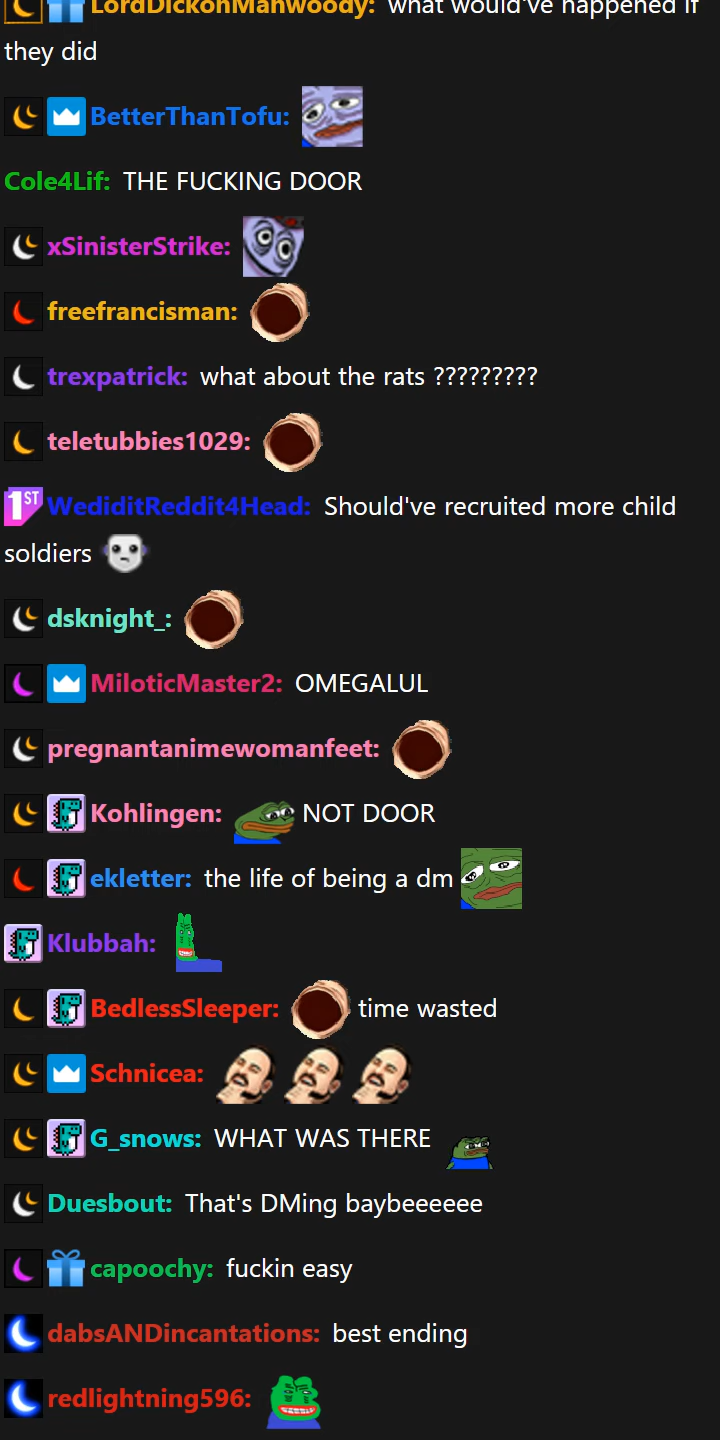 LordDickonManwoody: what would've happened if
they did
BetterThanTofu:
Cole4Lif: THE FUCKING DOOR
xSinisterStrike:
freefrancisman:
trexpatrick: what about the rats ?????????
teletubbies1029:
1ST WediditReddit4Head: Should've recruited more child
soldiers
dsknight_:
MiloticMaster2: OMEGALUL
pregnantanimewomanfeet:
Kohlingen: NOT DOOR
ekletter: the life of being a dm
Klubbah:
BedlessSleeper: time wasted
Schnicea:
G_snows: WHAT WAS THERE
Duesbout: That's DMing baybeeeeee
capoochy: fuckin easy
dabsANDincantations: best ending
redlightning596: